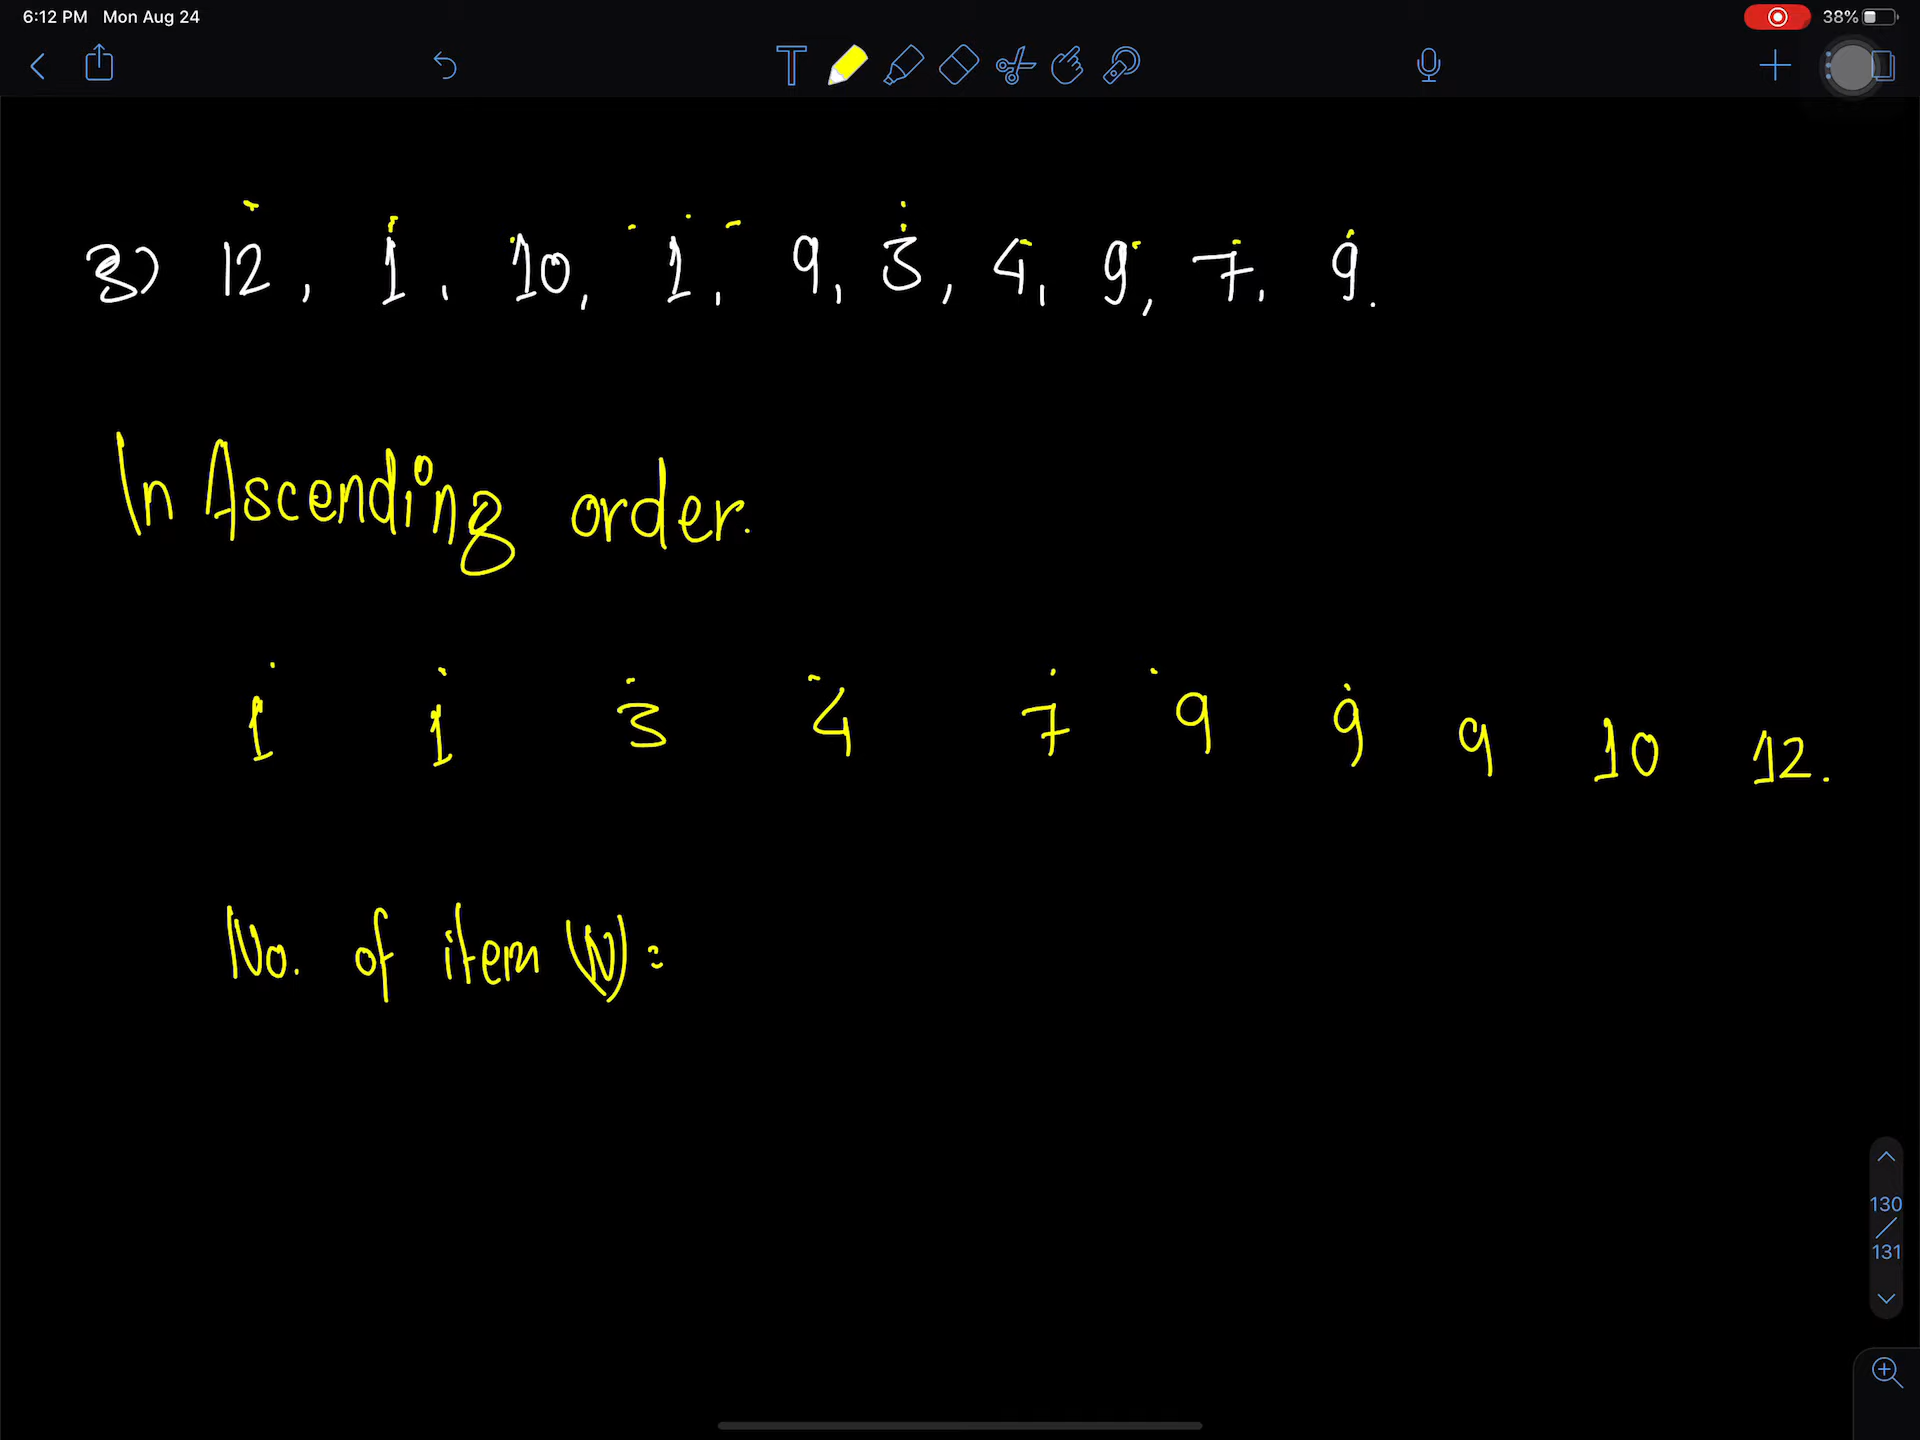 6:12 PM Mon Aug 24 38%
3) 12, 1, 10, 1, 9, 3, 4, 9, 7, 9.
In Ascending order.
1 1 3 4 7 9 9 9 10 12.
No. of item (N) =
130
131